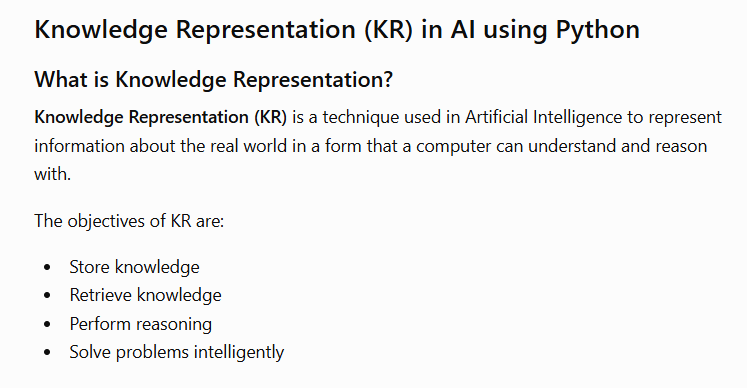 Knowledge Representation (KR) in AI using Python
What is Knowledge Representation?
Knowledge Representation (KR) is a technique used in Artificial Intelligence to represent
information about the real world in a form that a computer can understand and reason
with.
The objectives of KR are:
• Store knowledge
• Retrieve knowledge
• Perform reasoning
• Solve problems intelligently